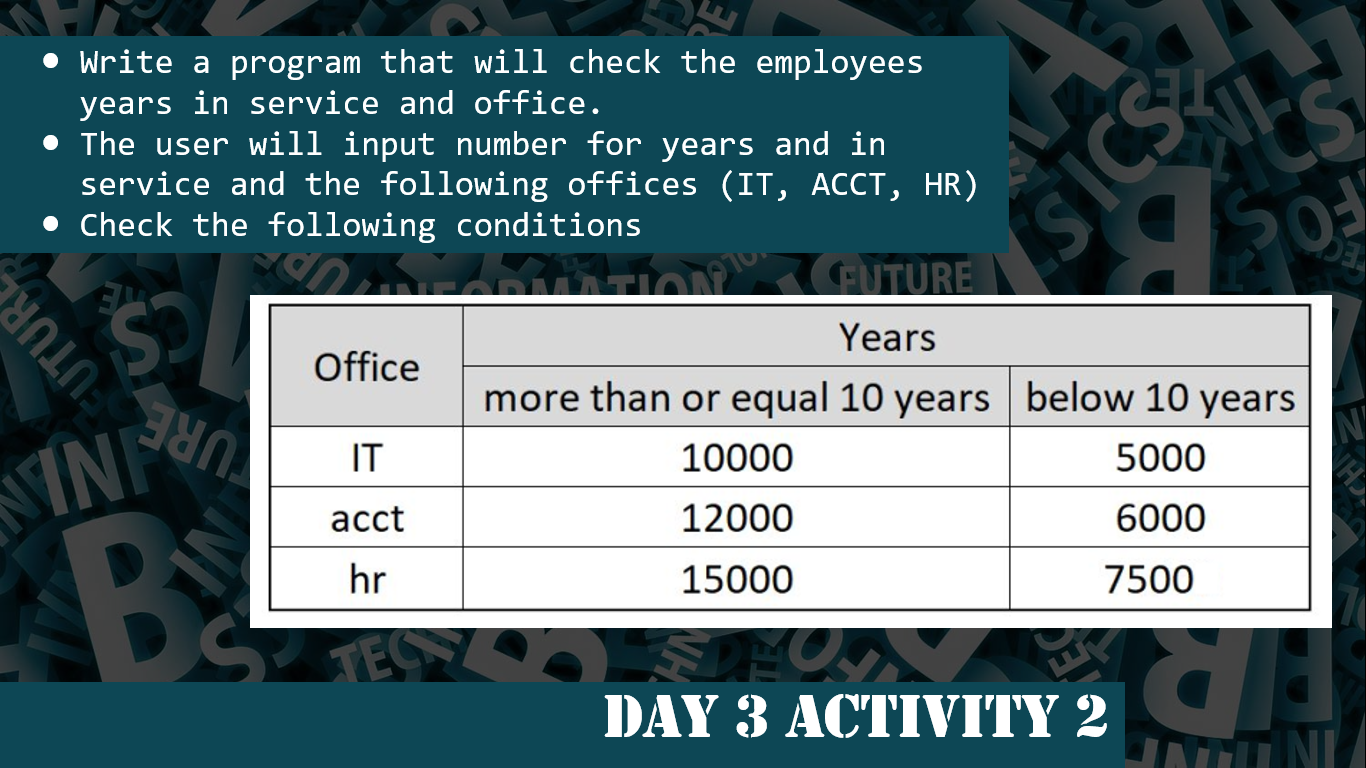 • Write a program that will check the employees
years in service and office.
• The user will input number for years and in
service and the following offices (IT, ACCT, HR)
• Check the following conditions
INFORMATION
FUTURE
Office
Years
more than or equal 10 years
below 10 years
IT
10000
5000
acct
12000
6000
hr
15000
7500
DAY 3 ACTIVITY 2